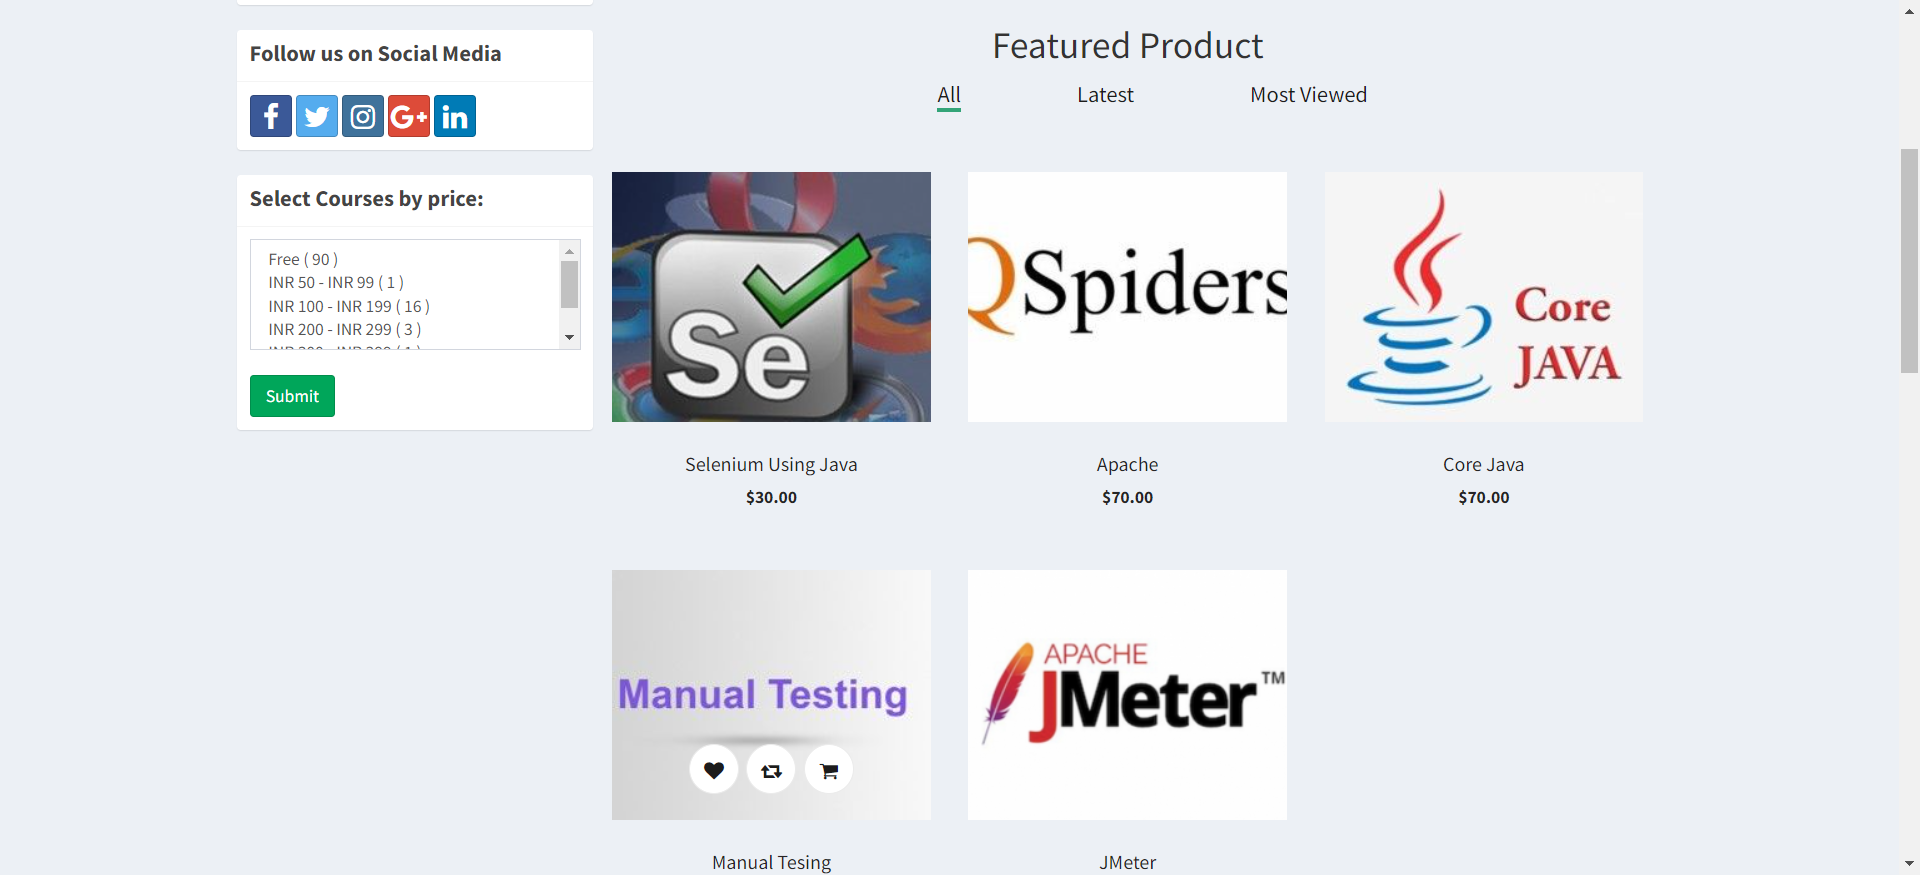 Follow us on Social Media
Select Courses by price:
Free ( 90 )
INR 50 - INR 99 ( 1 )
INR 100 - INR 199 ( 16 )
INR 200 - INR 299 ( 3 )
Submit
Featured Product
All
Latest
Most Viewed
Se
QSpiders
Core
JAVA
Selenium Using Java
$30.00
Apache
$70.00
Core Java
$70.00
Manual Testing
APACHE
JMeter™
Manual Tesing
JMeter